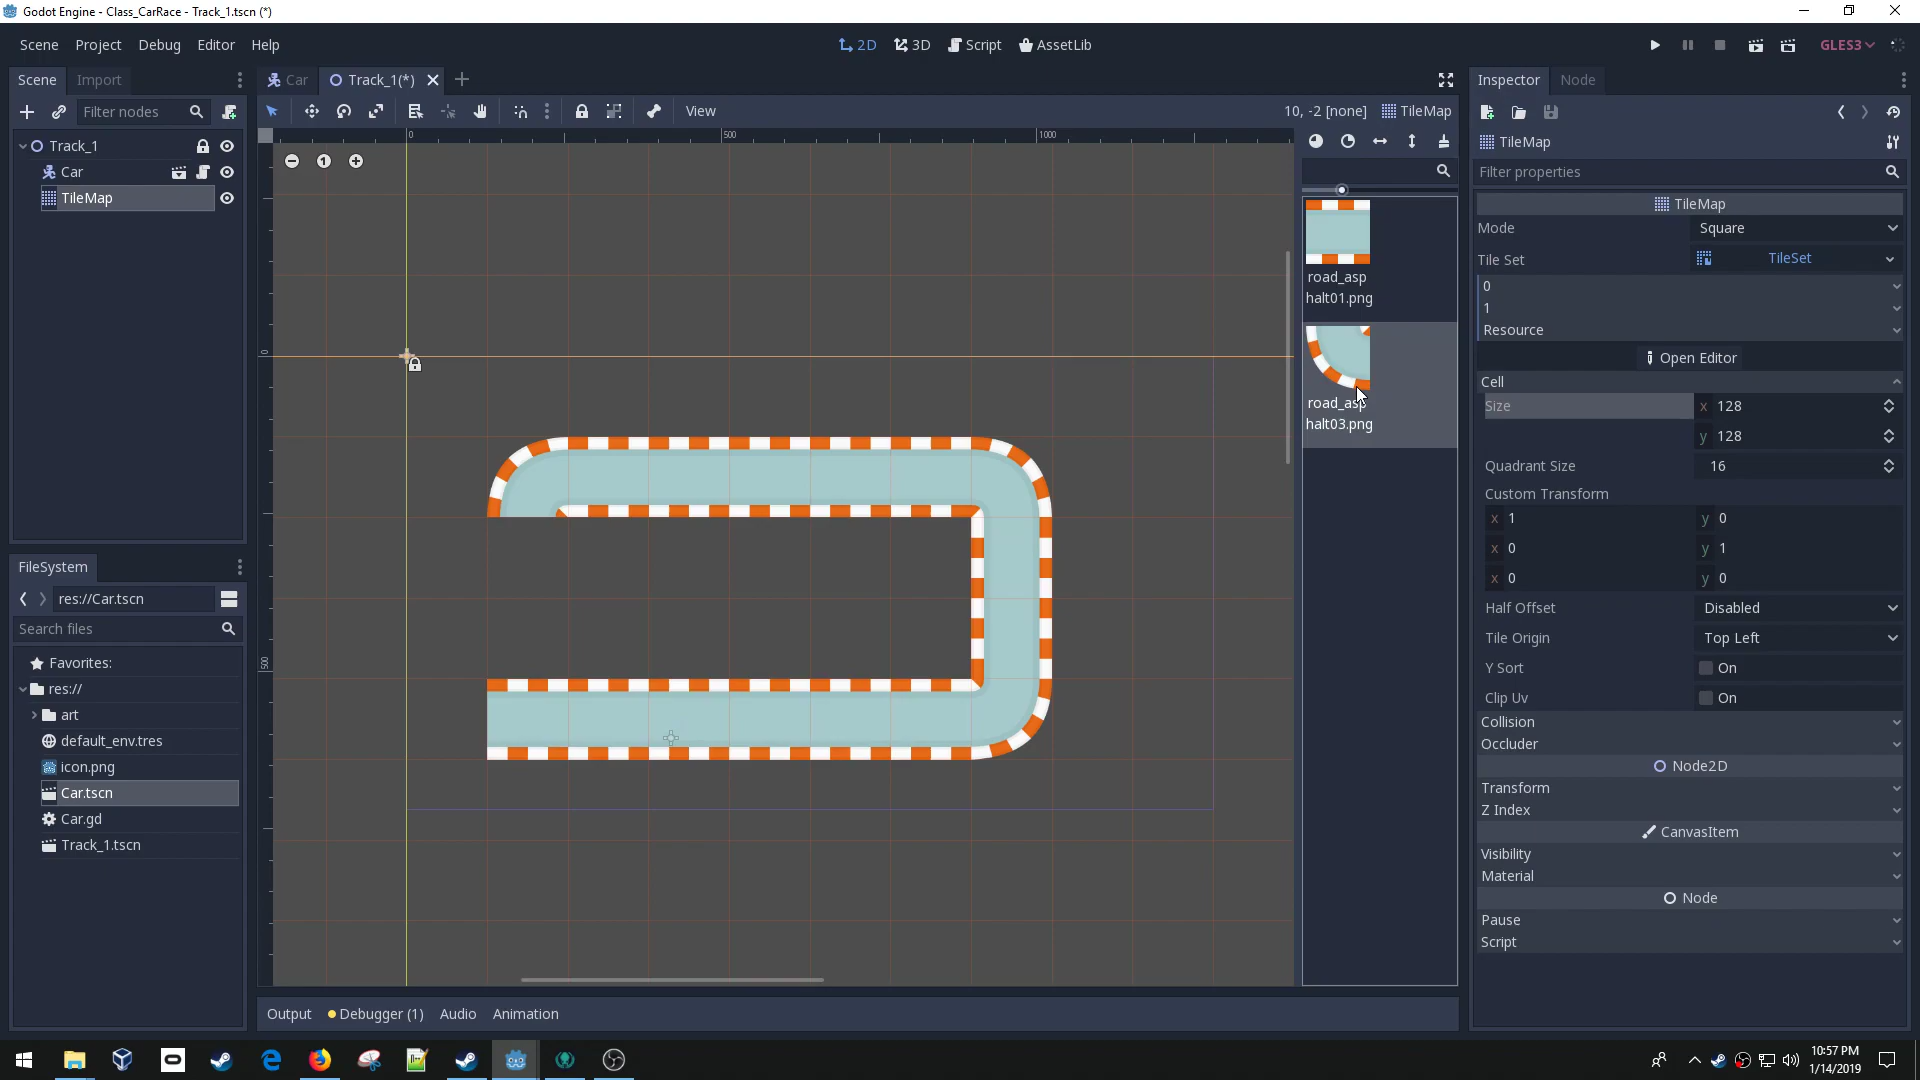 Godot Engine - Class_CarRace - Track_1.tscn (*)
Scene Project Debug Editor Help
2D 3D Script AssetLib
GLES3
Scene Import
Car Track_1(*)
Inspector Node
Filter nodes
View
10, -2 [none] TileMap
Track_1
Car
TileMap
0 500 1000
0
500
1
road_asp
halt01.png
road_asp
halt03.png
TileMap
Filter properties
TileMap
Mode Square
Tile Set TileSet
0
1
Resource
Open Editor
Cell
Size x 128
y 128
Quadrant Size 16
Custom Transform
x 1 y 0
x 0 y 1
x 0 y 0
Half Offset Disabled
Tile Origin Top Left
Y Sort On
Clip Uv On
Collision
Occluder
Node2D
Transform
Z Index
CanvasItem
Visibility
Material
Node
Pause
Script
FileSystem
res://Car.tscn
Search files
Favorites:
res://
art
default_env.tres
icon.png
Car.tscn
Car.gd
Track_1.tscn
Output Debugger (1) Audio Animation
10:57 PM
1/14/2019